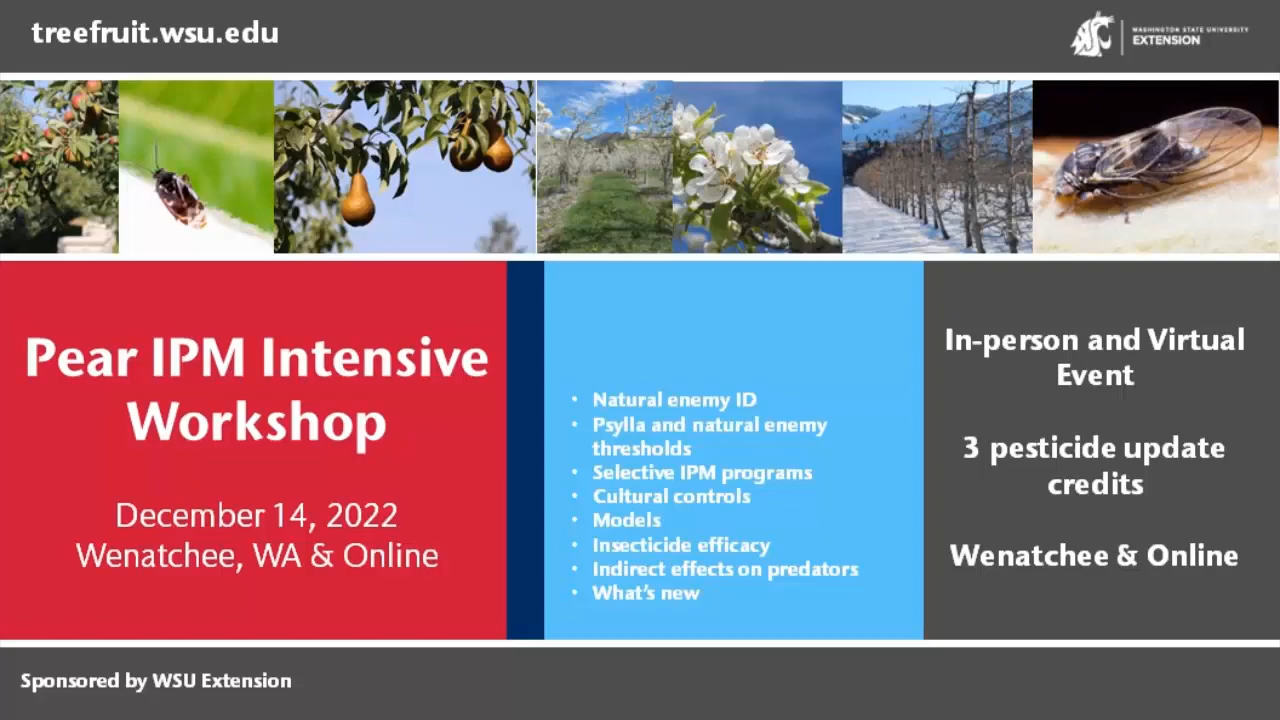 treefruit.wsu.edu
WASHINGTON STATE UNIVERSITY
EXTENSION
Pear IPM Intensive
Workshop
December 14, 2022
Wenatchee, WA & Online
• Natural enemy ID
• Psylla and natural enemy
thresholds
• Selective IPM programs
• Cultural controls
• Models
• Insecticide efficacy
• Indirect effects on predators
• What's new
In-person and Virtual
Event
3 pesticide update
credits
Wenatchee & Online
Sponsored by WSU Extension